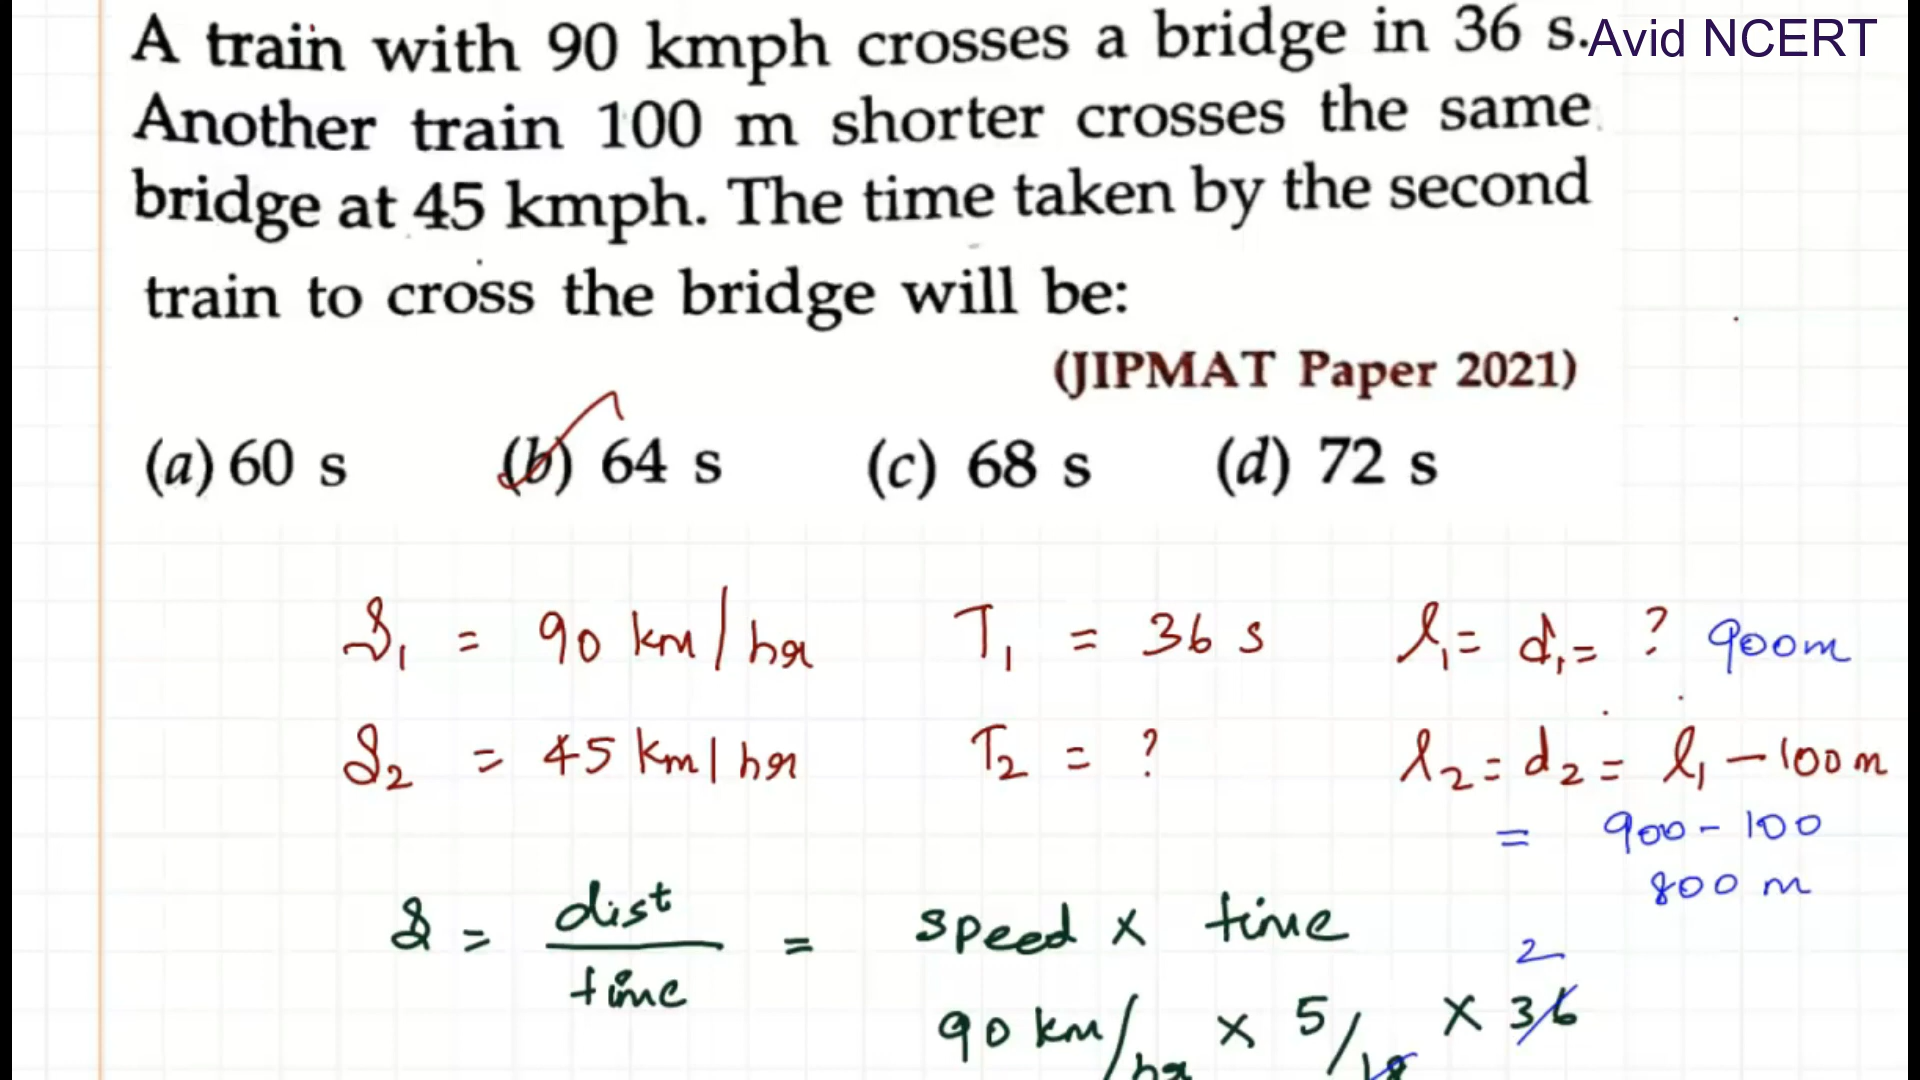 A train with 90 kmph crosses a bridge in 36 s. Avid NCERT
Another train 100 m shorter crosses the same
bridge at 45 kmph. The time taken by the second
train to cross the bridge will be:
(JIPMAT Paper 2021)
(a) 60 s (b) 64 s (c) 68 s (d) 72 s
S₁ = 90 km/hr T₁ = 36 s l₁ = d₁ = ? 900m
S₂ = 45 km/hr T₂ = ? l₂ = d₂ = l₁ - 100 m
= 900 - 100
800 m
S = dist/time = speed × time
2
90 km/hr × 5/18 × 36